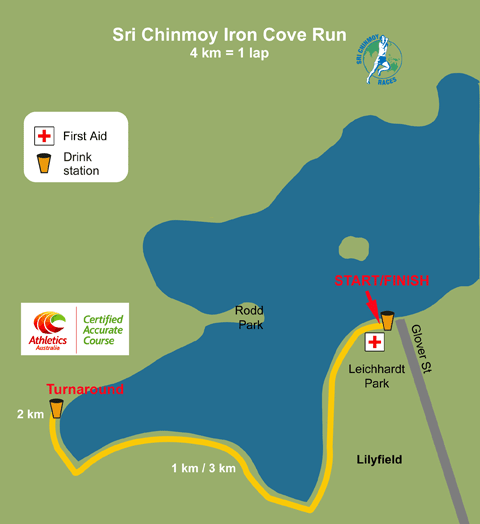 Sri Chinmoy Iron Cove Run
4 km = 1 lap
SRI CHINMOY
RACES
First Aid
Drink
station
START/FINISH
Rodd
Park
Athletics
Australia
Certified
Accurate
Course
Glover St
Leichhardt
Park
Turnaround
2 km
1 km / 3 km
Lilyfield